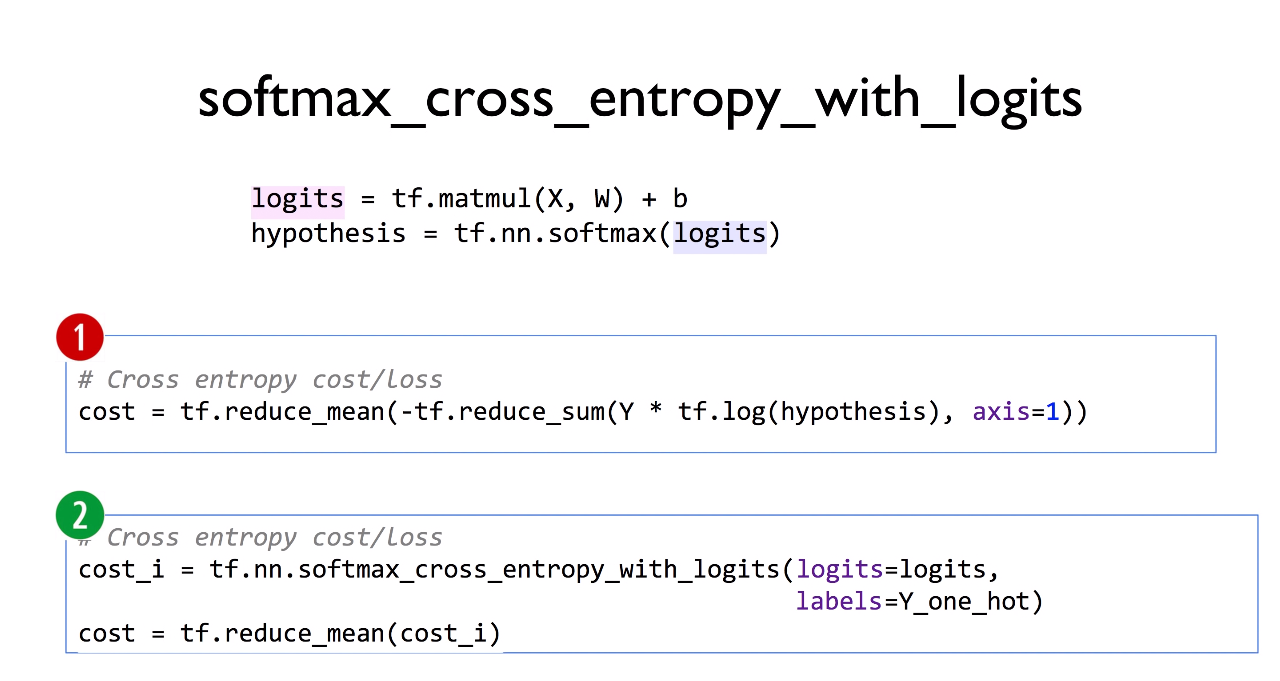 softmax_cross_entropy_with_logits
logits = tf.matmul(X, W) + b
hypothesis = tf.nn.softmax(logits)
1
# Cross entropy cost/loss
cost = tf.reduce_mean(-tf.reduce_sum(Y * tf.log(hypothesis), axis=1))
2
# Cross entropy cost/loss
cost_i = tf.nn.softmax_cross_entropy_with_logits(logits=logits,
labels=Y_one_hot)
cost = tf.reduce_mean(cost_i)